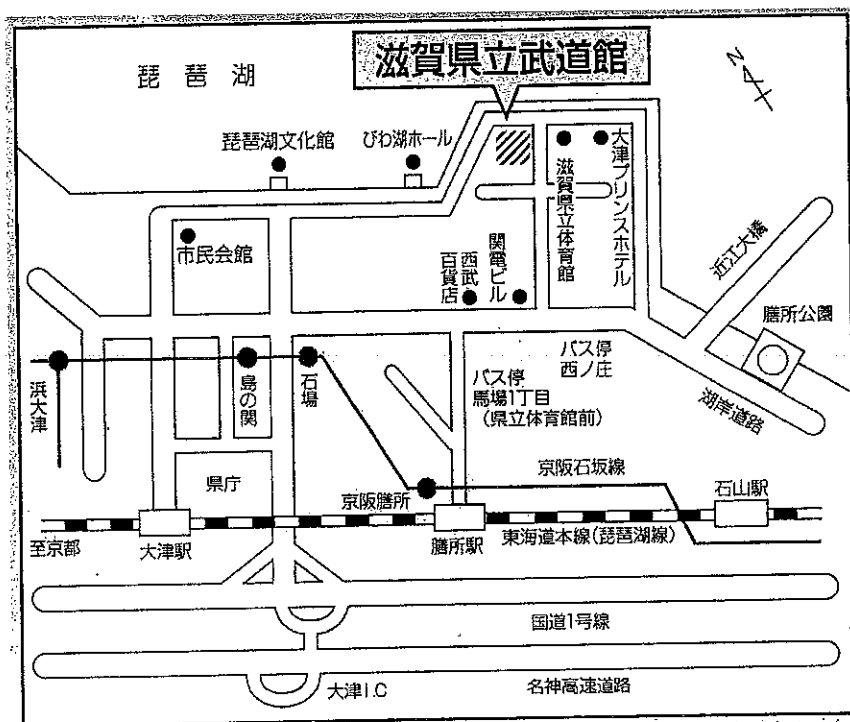 滋賀県立武道館
琵琶湖
N
琵琶湖文化館
びわ湖ホール
滋賀県立体育館
大津プリンスホテル
市民会館
西武
百貨店
関電ビル
近江大橋
膳所公園
バス停
西ノ庄
バス停
馬場1丁目
(県立体育館前)
湖岸道路
浜大津
島の関
石場
県庁
京阪膳所
京阪石坂線
石山駅
至京都
大津駅
膳所駅
東海道本線(琵琶湖線)
国道1号線
大津I.C
名神高速道路